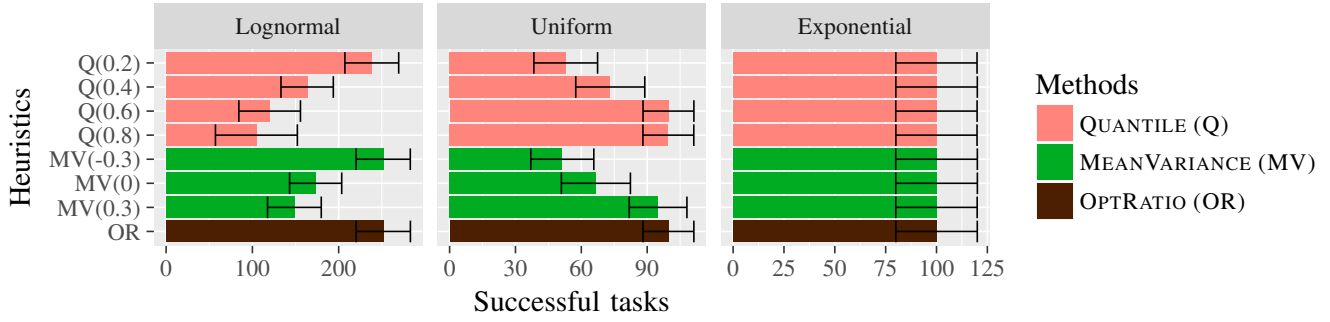 Lognormal Uniform Exponential
Heuristics
Q(0.2)
Q(0.4)
Q(0.6)
Q(0.8)
MV(-0.3)
MV(0)
MV(0.3)
OR
0 100 200
0 30 60 90
0 25 50 75 100 125
Successful tasks
Methods
QUANTILE (Q)
MEANVARIANCE (MV)
OPTRATIO (OR)